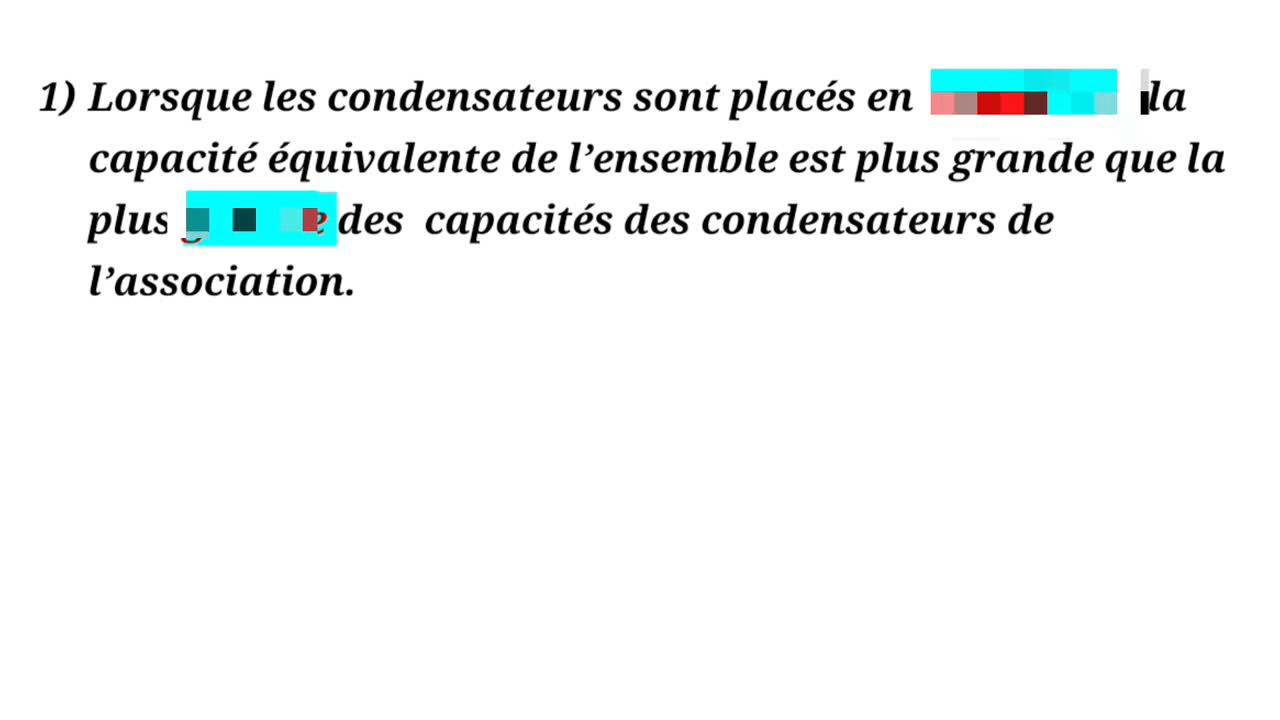 1) Lorsque les condensateurs sont placés en la
capacité équivalente de l’ensemble est plus grande que la
plus des capacités des condensateurs de
l’association.